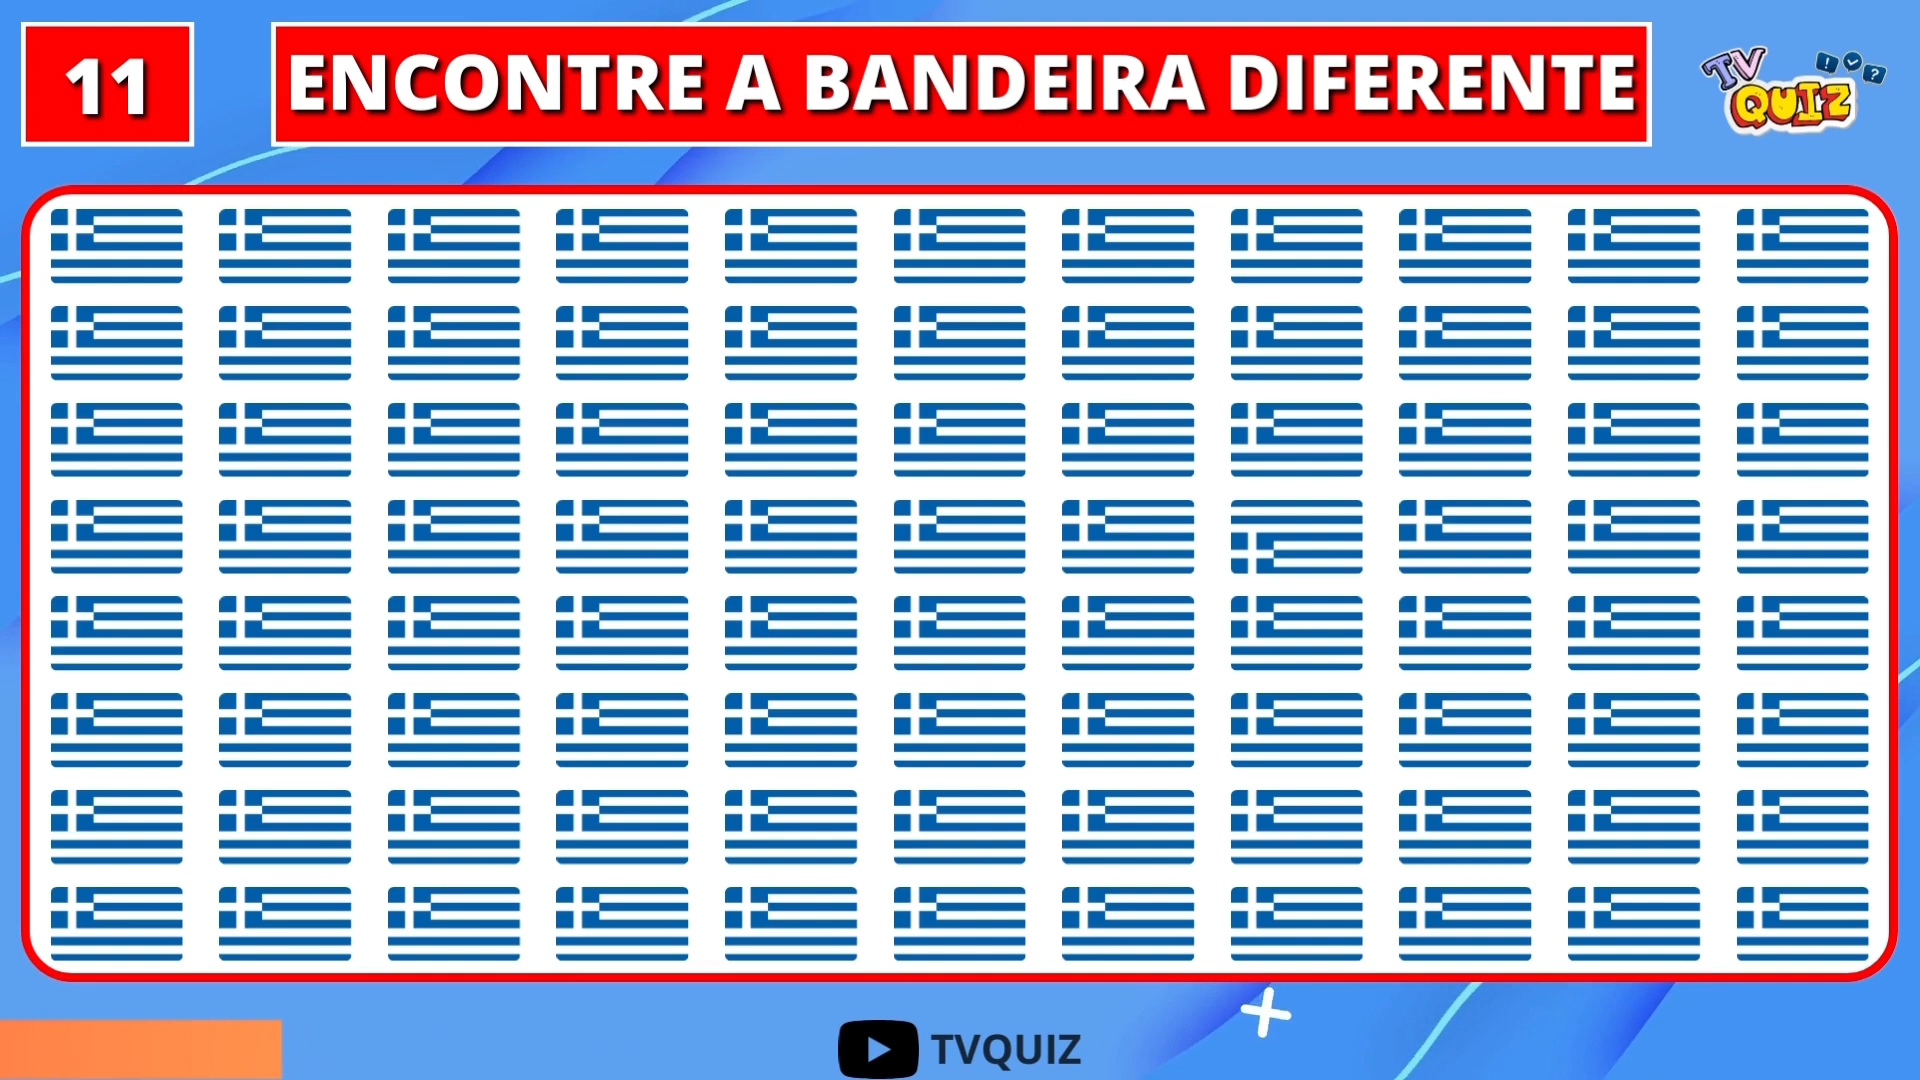 11
ENCONTRE A BANDEIRA DIFERENTE
TV
QUIZ
! ?
TVQUIZ